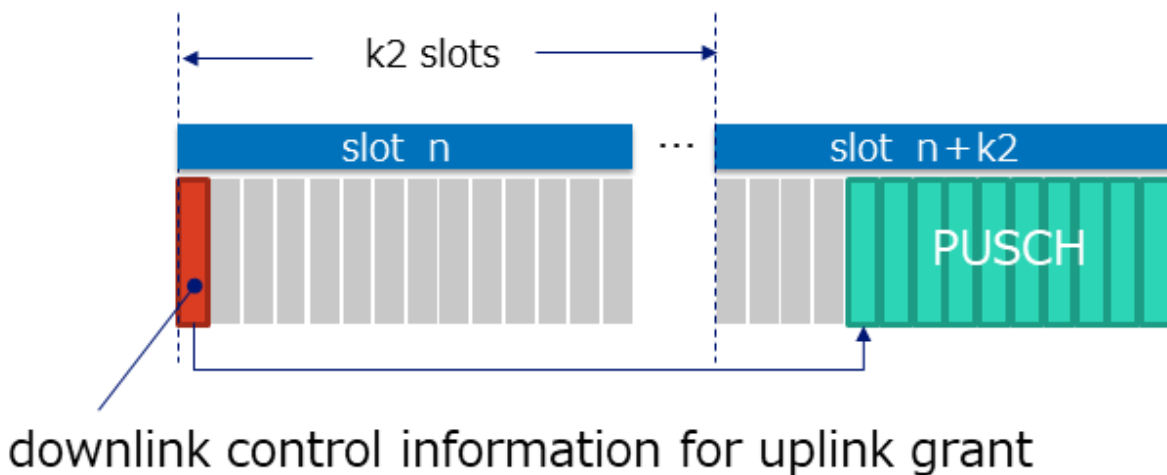 k2 slots
slot n
...
slot n+k2
PUSCH
downlink control information for uplink grant